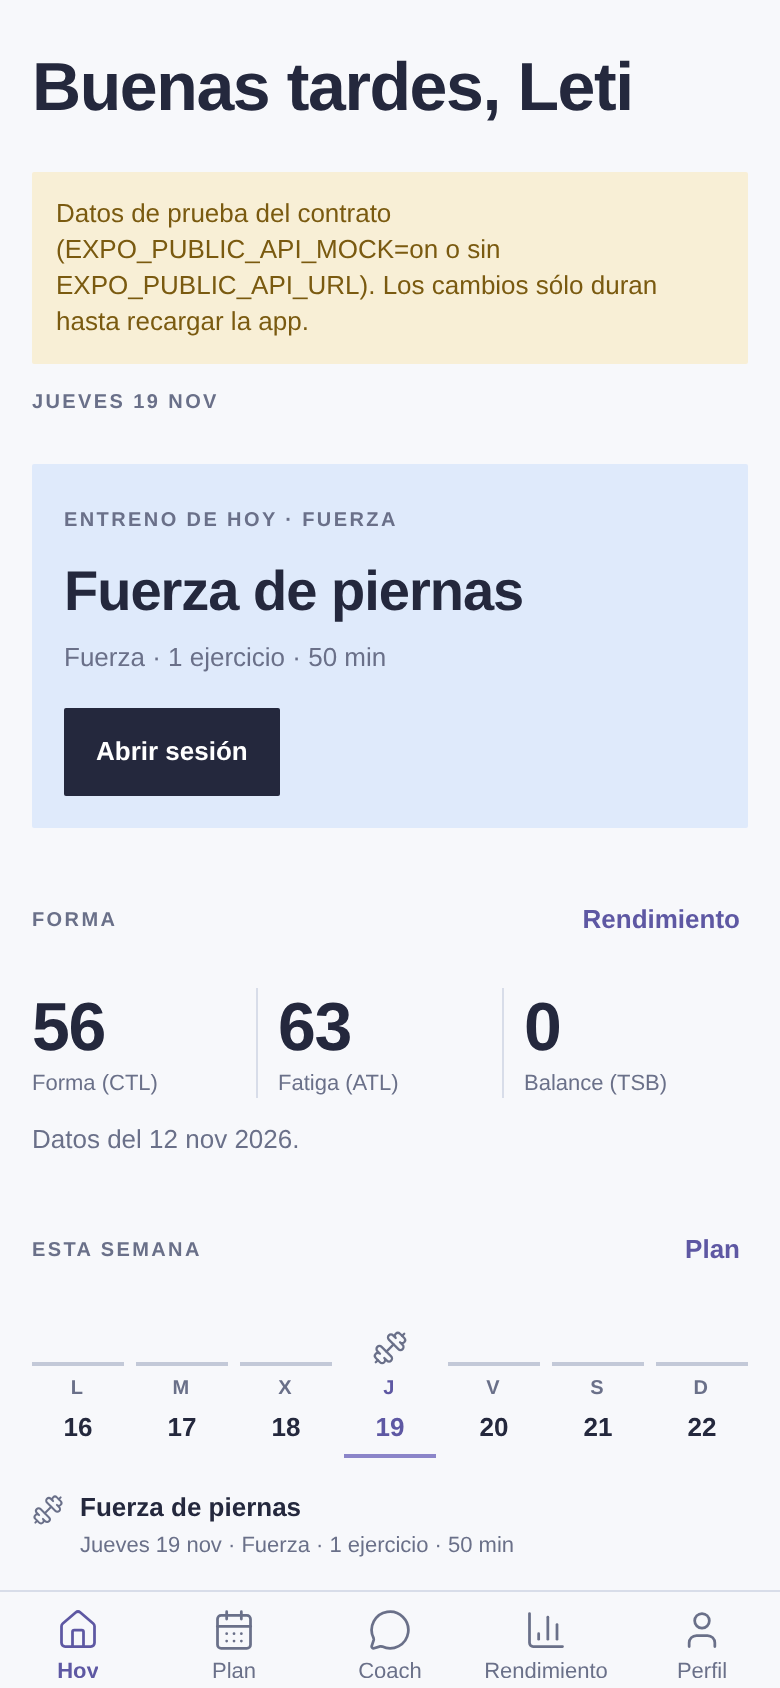 Buenas tardes, Leti
Datos de prueba del contrato
(EXPO_PUBLIC_API_MOCK=on o sin
EXPO_PUBLIC_API_URL). Los cambios sólo duran
hasta recargar la app.
JUEVES 19 NOV
ENTRENO DE HOY · FUERZA
Fuerza de piernas
Fuerza · 1 ejercicio · 50 min
Abrir sesión
FORMA Rendimiento
56 63 0
Forma (CTL) Fatiga (ATL) Balance (TSB)
Datos del 12 nov 2026.
ESTA SEMANA Plan
L M X J V S D
16 17 18 19 20 21 22
Fuerza de piernas
Jueves 19 nov · Fuerza · 1 ejercicio · 50 min
Hoy Plan Coach Rendimiento Perfil